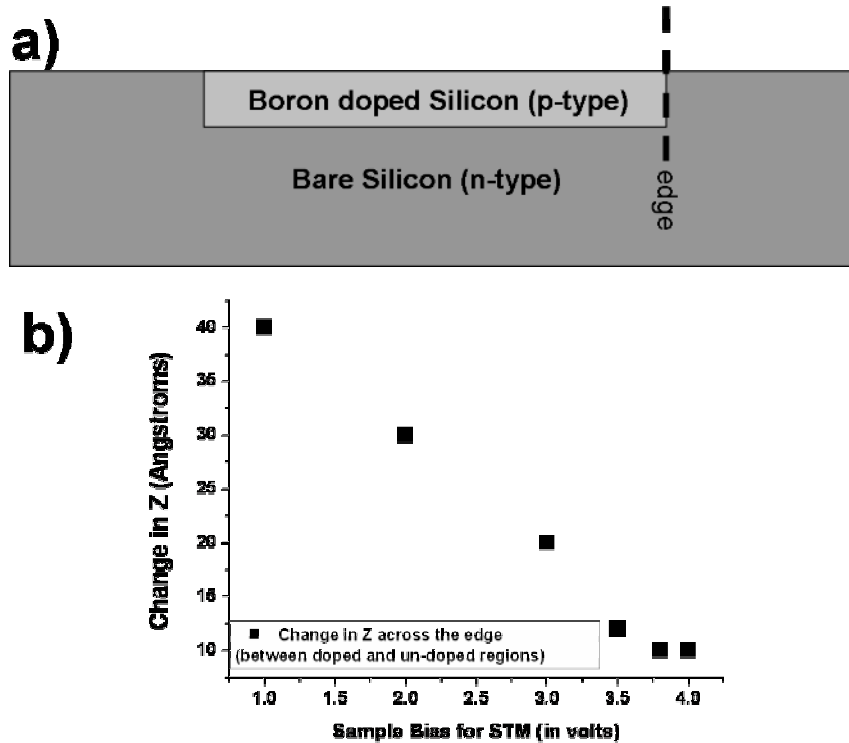 a)
Boron doped Silicon (p-type)
Bare Silicon (n-type)
edge
b)
Change in Z (Angstroms)
40
35
30
25
20
15
10
Change in Z across the edge
(between doped and un-doped regions)
1.0 1.5 2.0 2.5 3.0 3.5 4.0
Sample Bias for STM (in volts)